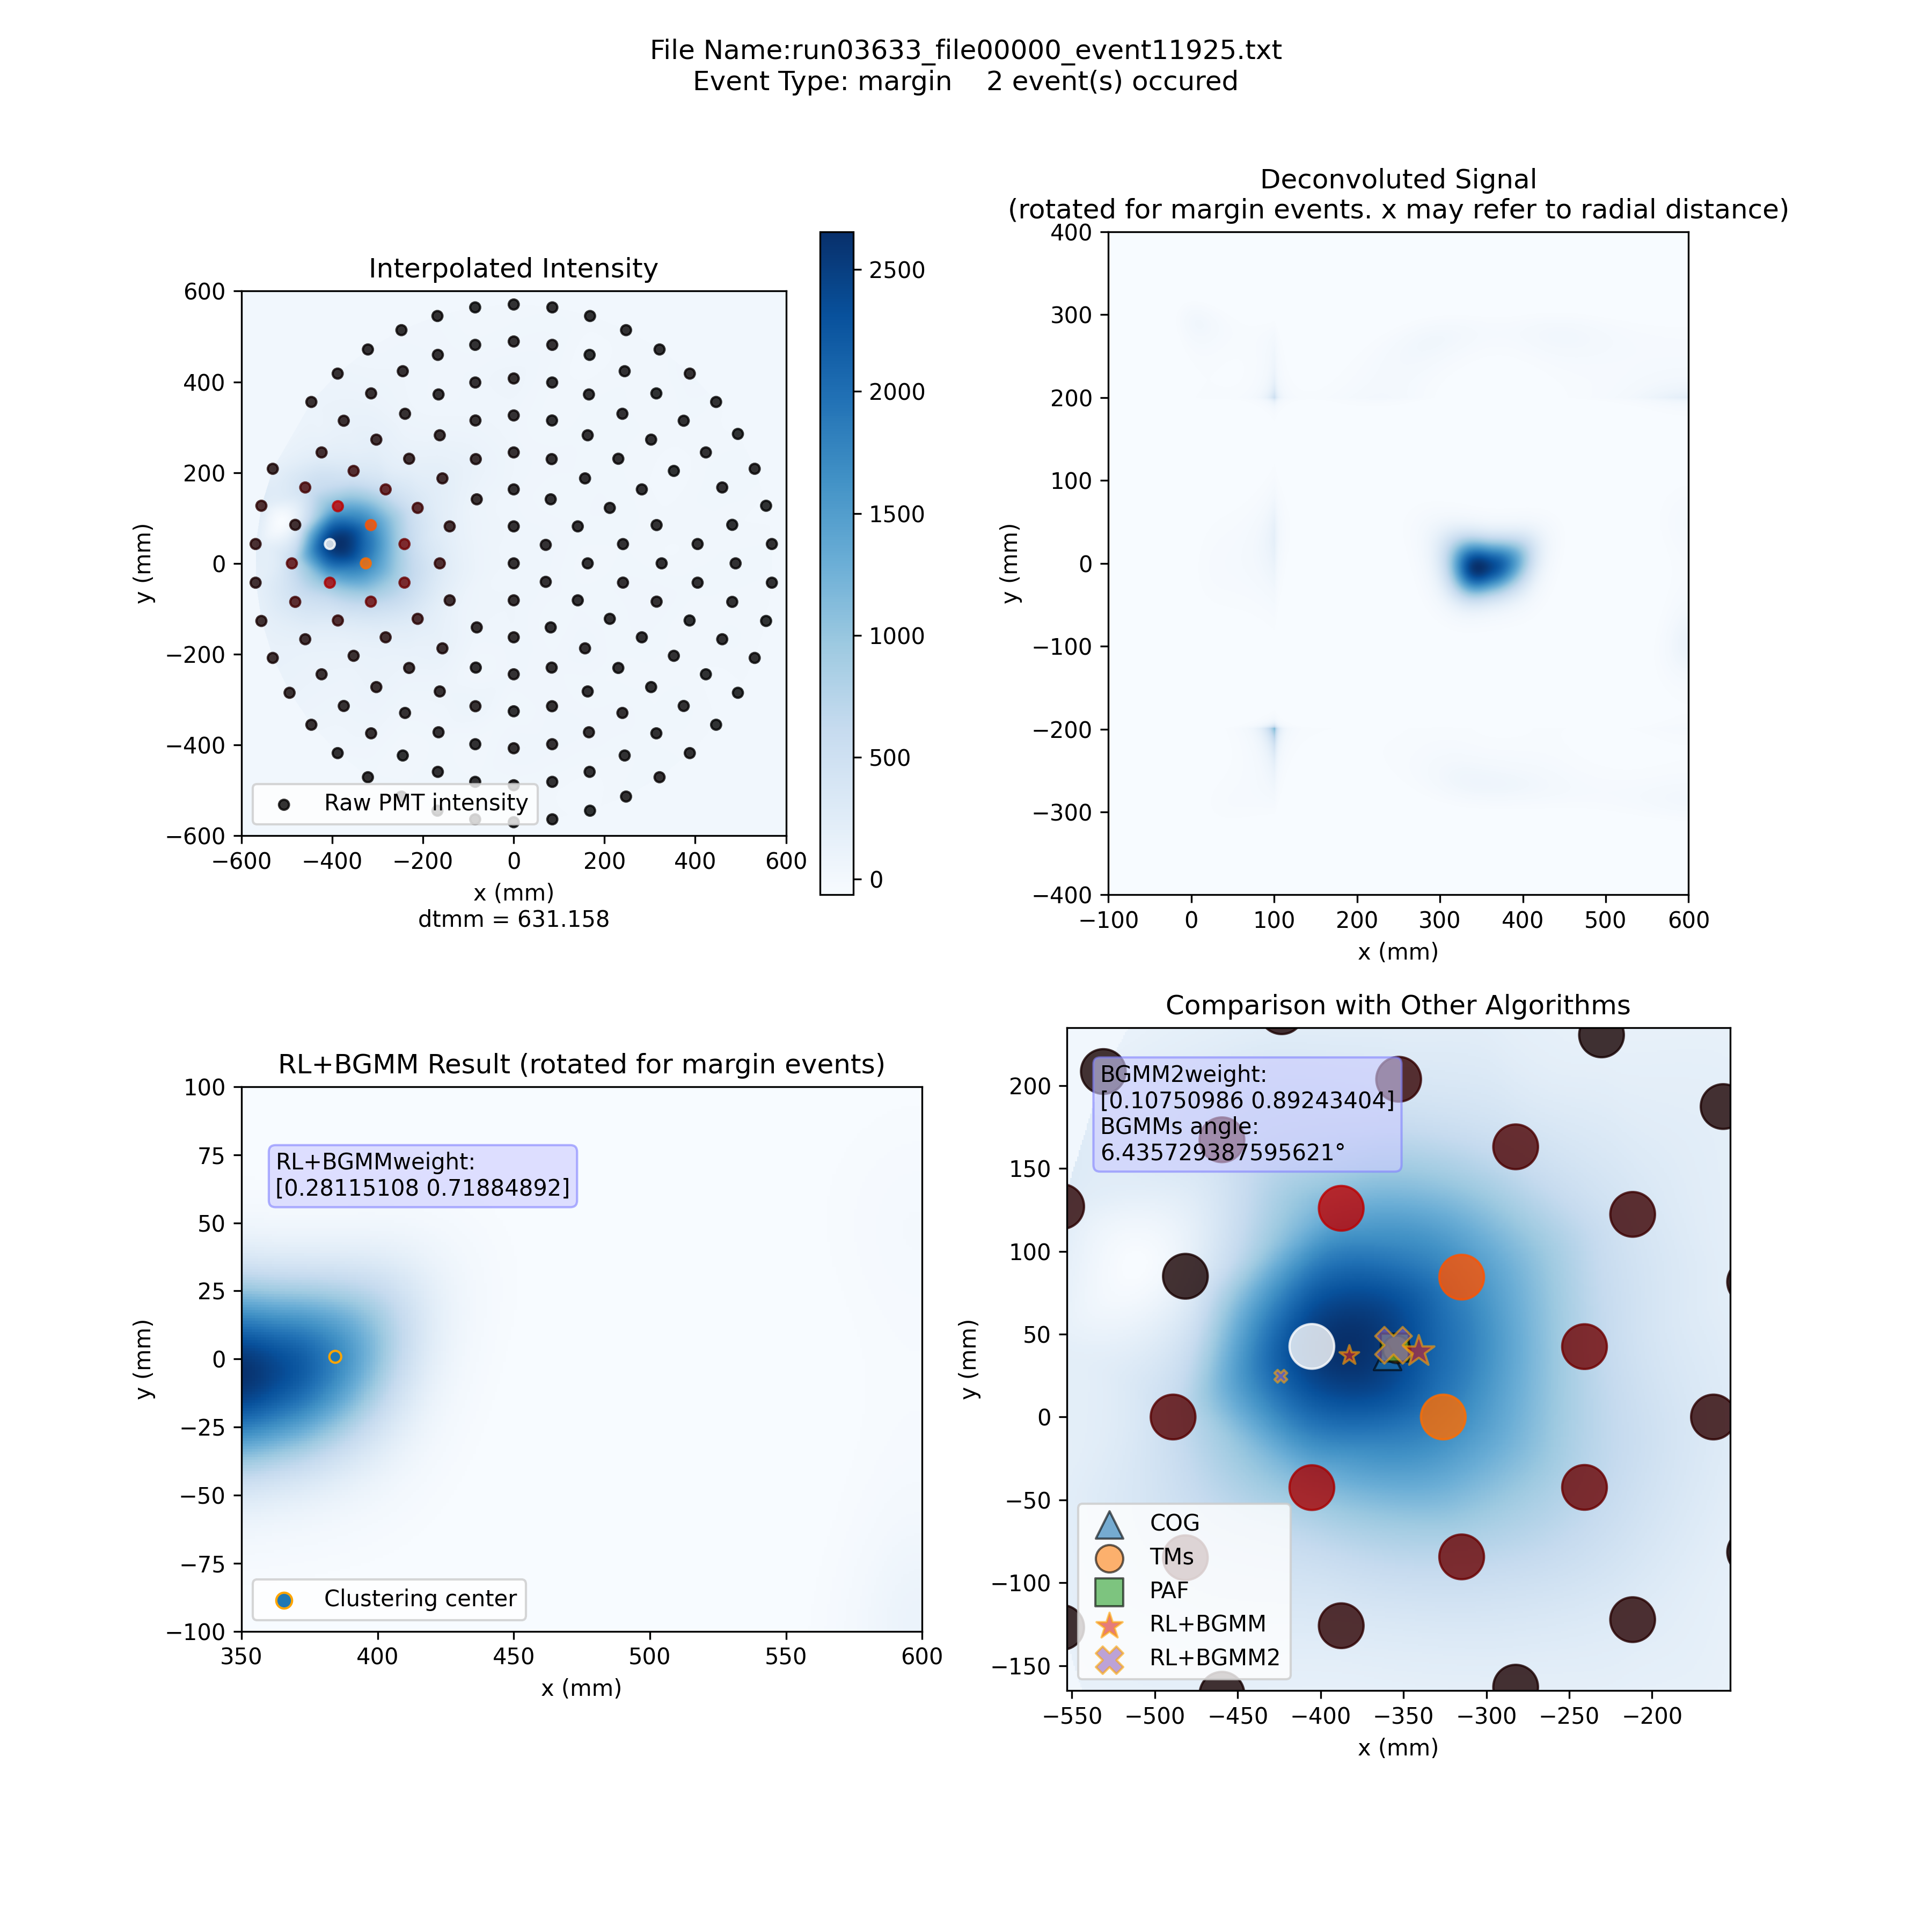 File Name:run03633_file00000_event11925.txt
Event Type: margin    2 event(s) occured
Interpolated Intensity
600
400
200
0
−200
−400
−600
y (mm)
−600 −400 −200 0 200 400 600
x (mm)
dtmm = 631.158
Raw PMT intensity
2500
2000
1500
1000
500
0
Deconvoluted Signal
(rotated for margin events. x may refer to radial distance)
400
300
200
100
0
−100
−200
−300
−400
y (mm)
−100 0 100 200 300 400 500 600
x (mm)
RL+BGMM Result (rotated for margin events)
100
75
50
25
0
−25
−50
−75
−100
y (mm)
RL+BGMMweight:
[0.28115108 0.71884892]
Clustering center
350 400 450 500 550 600
x (mm)
Comparison with Other Algorithms
200
150
100
50
0
−50
−100
−150
y (mm)
BGMM2weight:
[0.10750986 0.89243404]
BGMMs angle:
6.435729387595621°
COG
TMs
PAF
RL+BGMM
RL+BGMM2
−550 −500 −450 −400 −350 −300 −250 −200
x (mm)